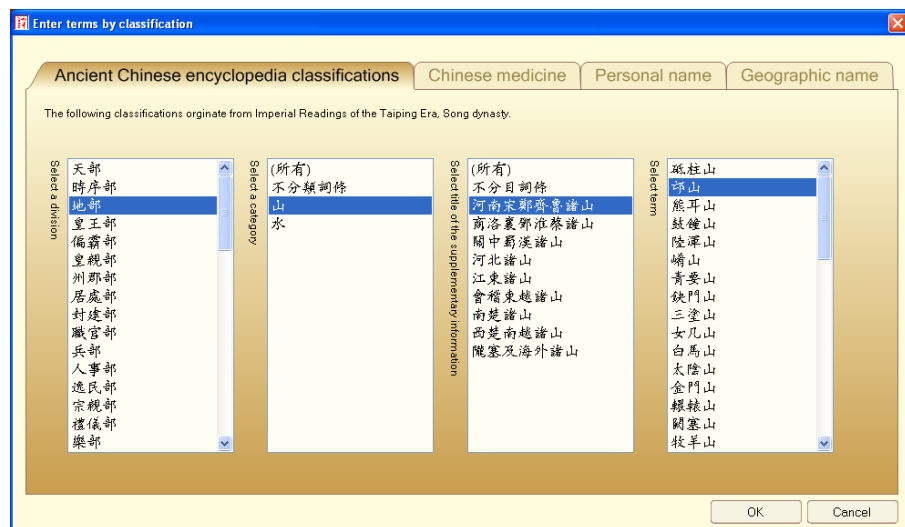 Enter terms by classification
Ancient Chinese encyclopedia classifications
Chinese medicine
Personal name
Geographic name
The following classifications orginate from Imperial Readings of the Taiping Era, Song dynasty.
Select a division
天部
時序部
地部
皇王部
偏霸部
皇親部
州郡部
居處部
封建部
職官部
兵部
人事部
逸民部
宗親部
禮儀部
樂部
Select a category
(所有)
不分類詞條
山
水
Select title of the supplementary information
(所有)
不分目詞條
河南宋鄭齊魯諸山
商洛襄鄧淮蔡諸山
關中蜀漢諸山
河北諸山
江東諸山
會稽東越諸山
南楚諸山
西楚南越諸山
隴塞及海外諸山
Select term
砥柱山
邙山
熊耳山
鼓鐘山
陸渾山
崤山
青要山
缺門山
三塗山
女几山
白馬山
太陰山
金門山
轘轅山
闕塞山
牧羊山
OK
Cancel